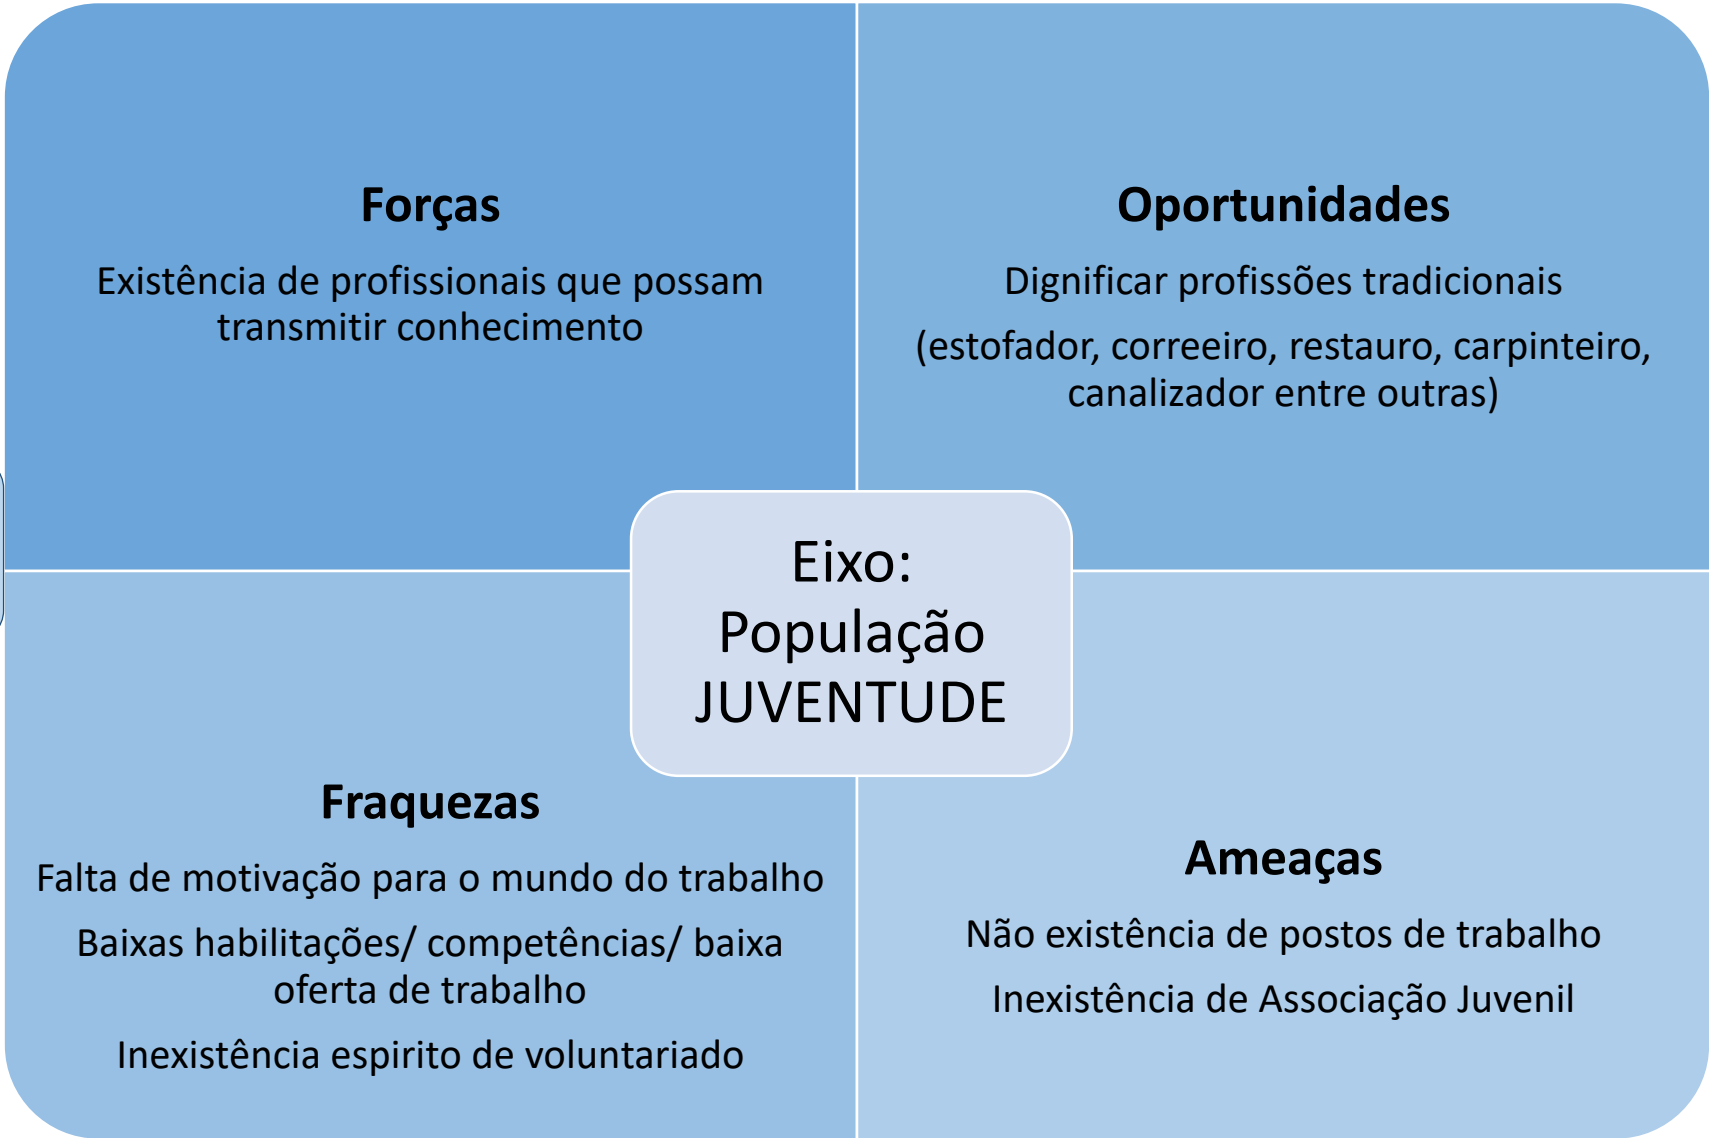 Forças
Existência de profissionais que possam
transmitir conhecimento
Oportunidades
Dignificar profissões tradicionais
(estofador, correeiro, restauro, carpinteiro,
canalizador entre outras)
Eixo:
População
JUVENTUDE
Fraquezas
Falta de motivação para o mundo do trabalho
Baixas habilitações/ competências/ baixa
oferta de trabalho
Inexistência espirito de voluntariado
Ameaças
Não existência de postos de trabalho
Inexistência de Associação Juvenil